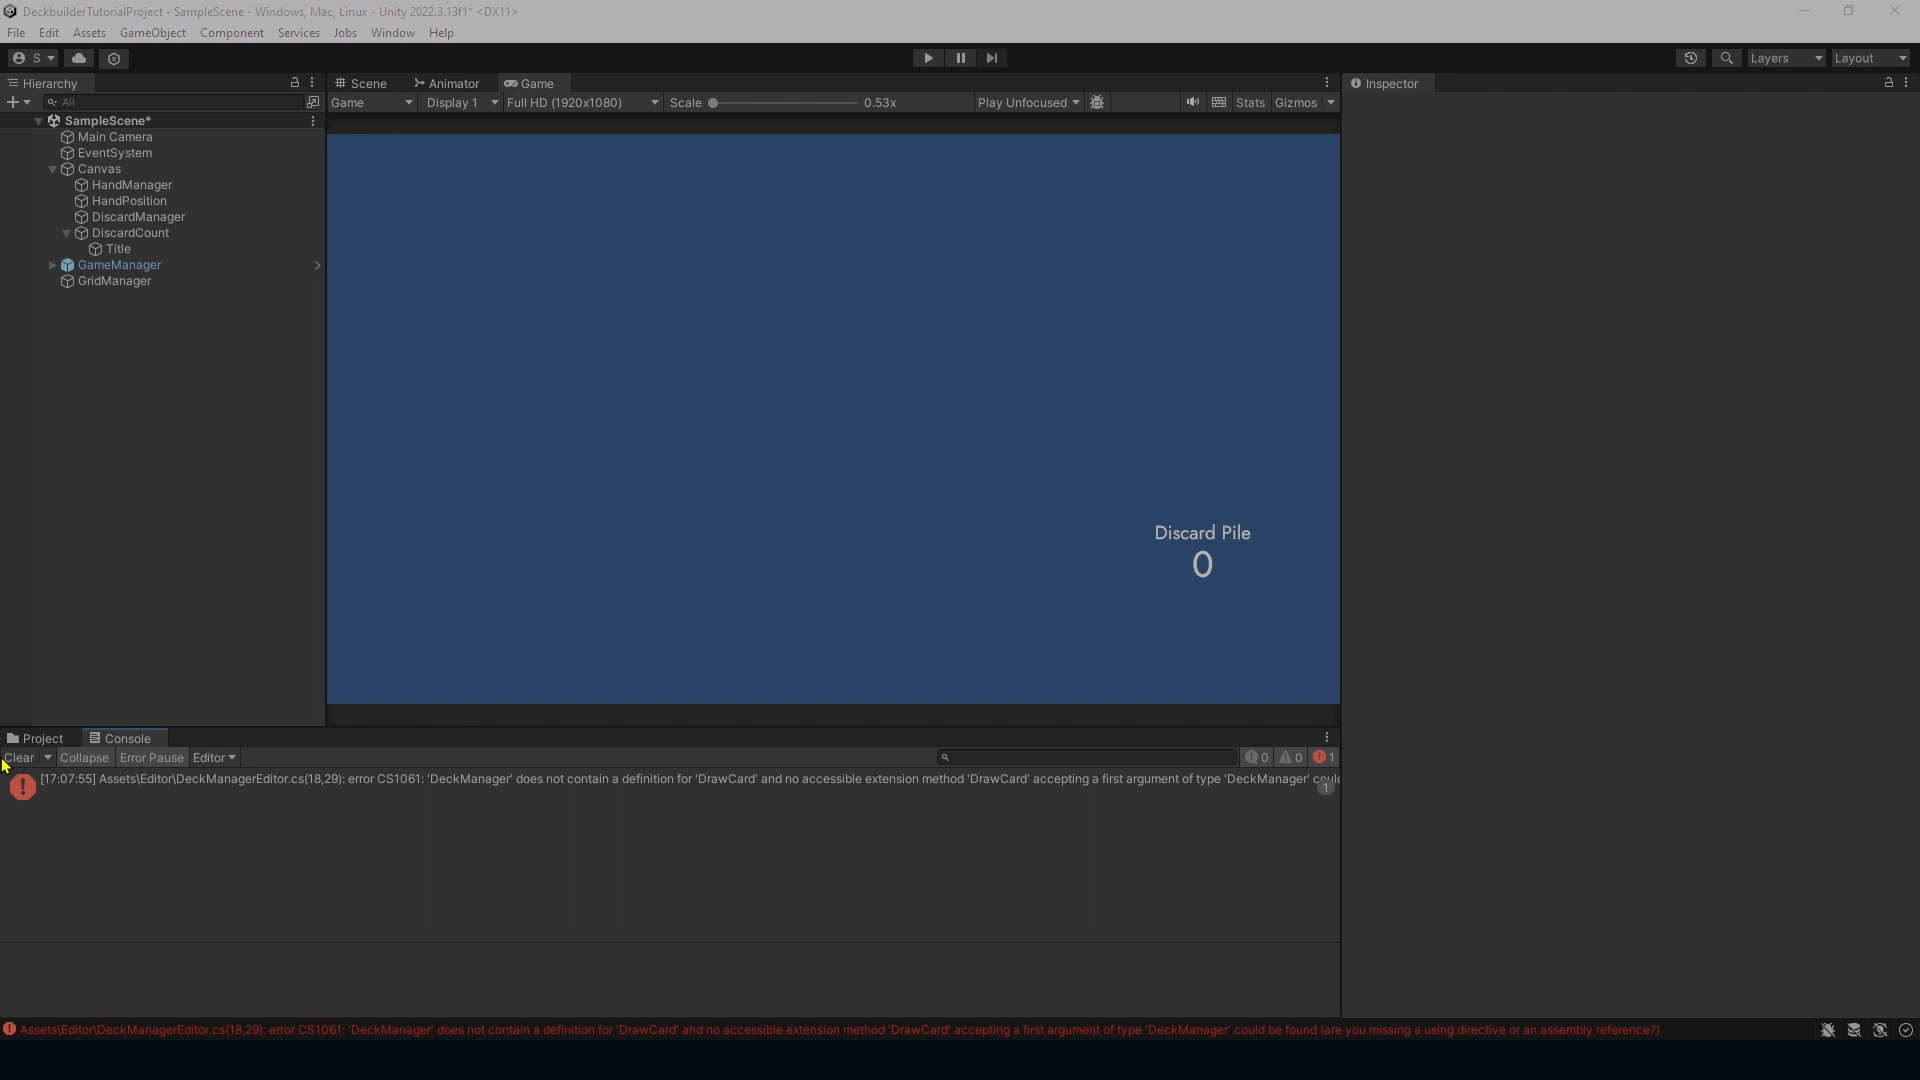 DeckbuilderTutorialProject - SampleScene - Windows, Mac, Linux - Unity 2022.3.13f1* <DX11>
File Edit Assets GameObject Component Services Jobs Window Help
S Layers Layout
Hierarchy Scene Animator Game Inspector
All Game Display 1 Full HD (1920x1080) Scale 0.53x Play Unfocused Stats Gizmos
SampleScene*
Main Camera
EventSystem
Canvas
HandManager
HandPosition
DiscardManager
DiscardCount
Title
GameManager
GridManager
Discard Pile
0
Project Console
Clear Collapse Error Pause Editor 0 0 1
[17:07:55] Assets\Editor\DeckManagerEditor.cs(18,29): error CS1061: 'DeckManager' does not contain a definition for 'DrawCard' and no accessible extension method 'DrawCard' accepting a first argument of type 'DeckManager'
1
Assets\Editor\DeckManagerEditor.cs(18,29): error CS1061: 'DeckManager' does not contain a definition for 'DrawCard' and no accessible extension method 'DrawCard' accepting a first argument of type 'DeckManager' could be found (are you missing a using directive or an assembly reference?)